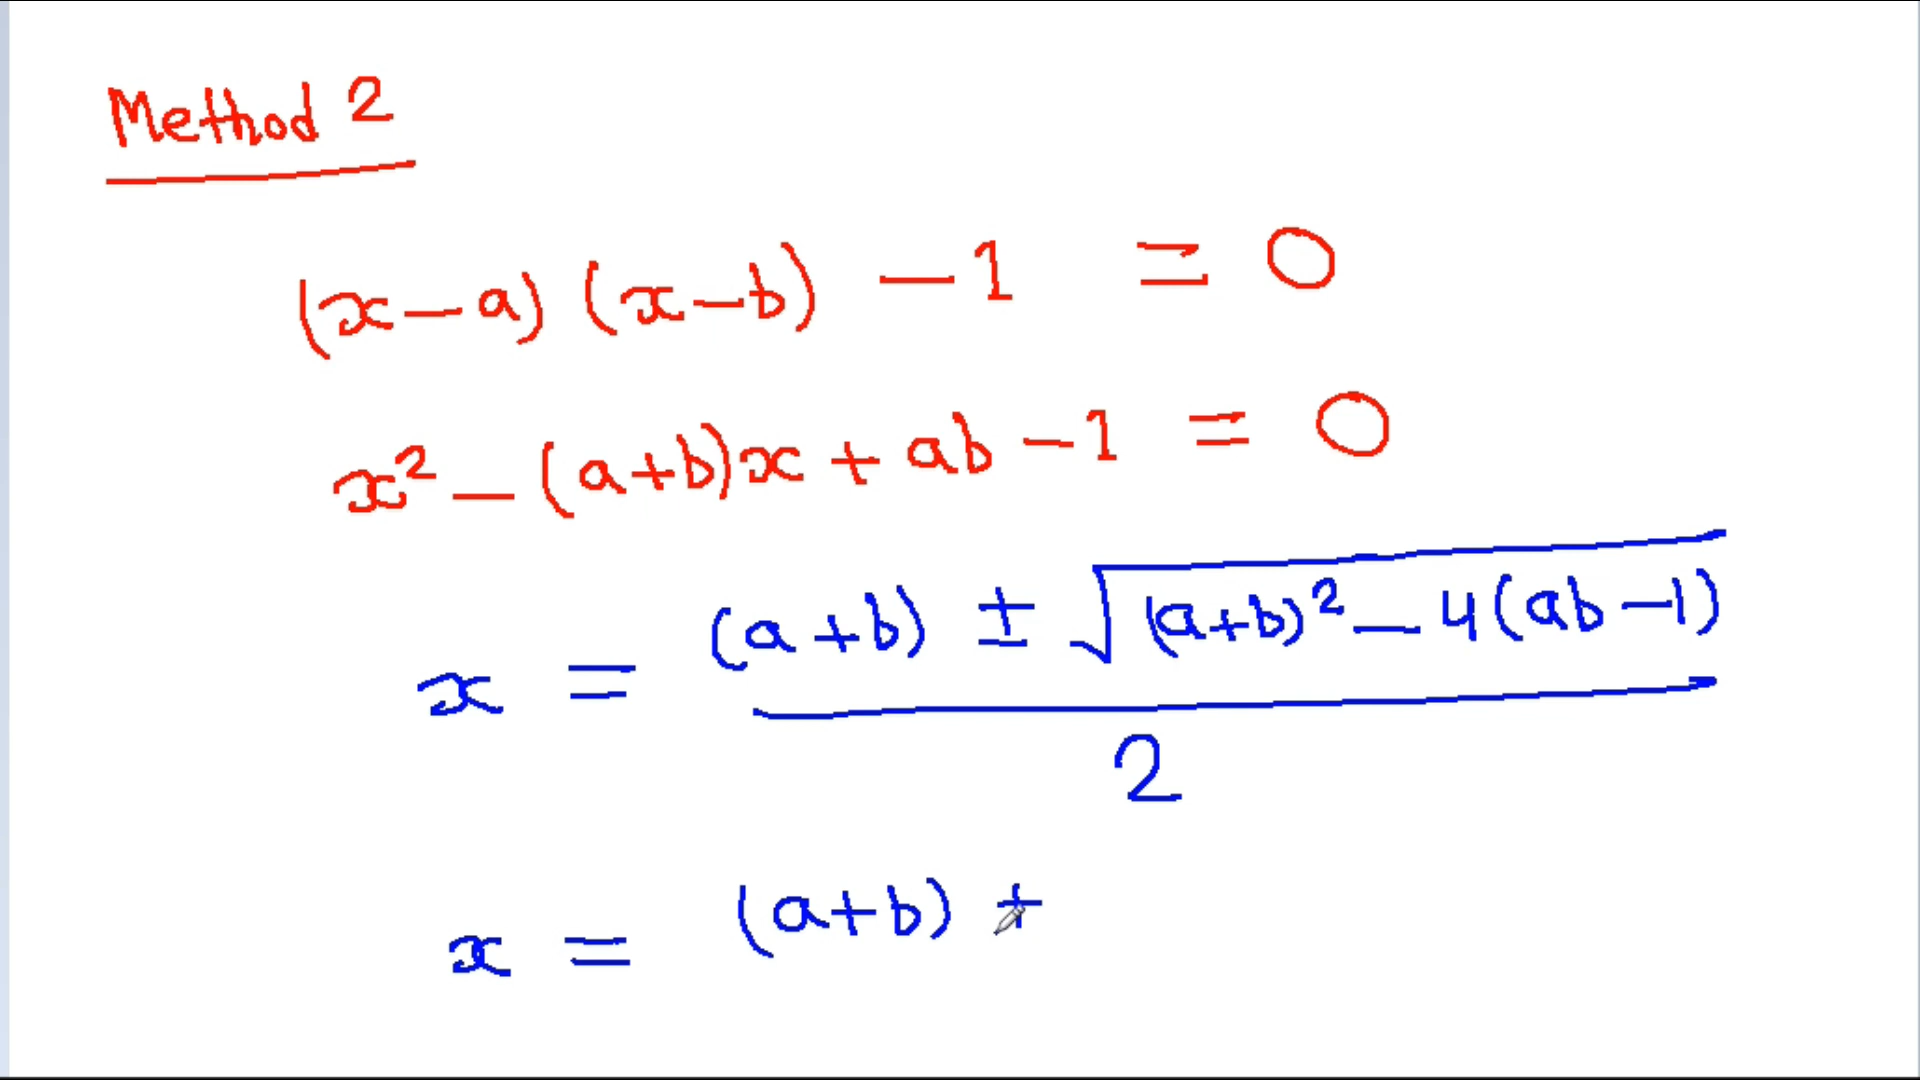 Method 2
(x-a)(x-b) - 1 = 0
x² - (a+b)x + ab - 1 = 0
x = (a+b) ± √(a+b)² - 4(ab-1)
2
x = (a+b) +